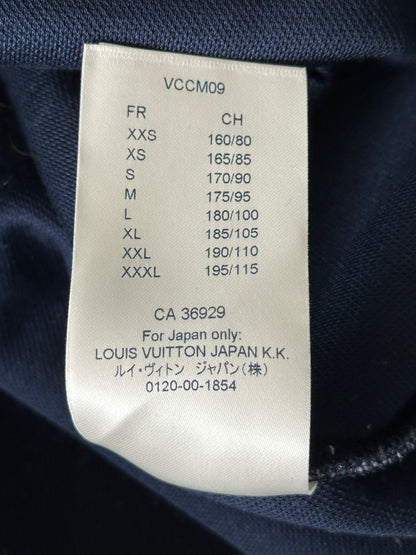 VCCM09
FR CH
XXS 160/80
XS 165/85
S 170/90
M 175/95
L 180/100
XL 185/105
XXL 190/110
XXXL 195/115
CA 36929
For Japan only:
LOUIS VUITTON JAPAN K.K.
ルイ・ヴィトン ジャパン(株)
0120-00-1854